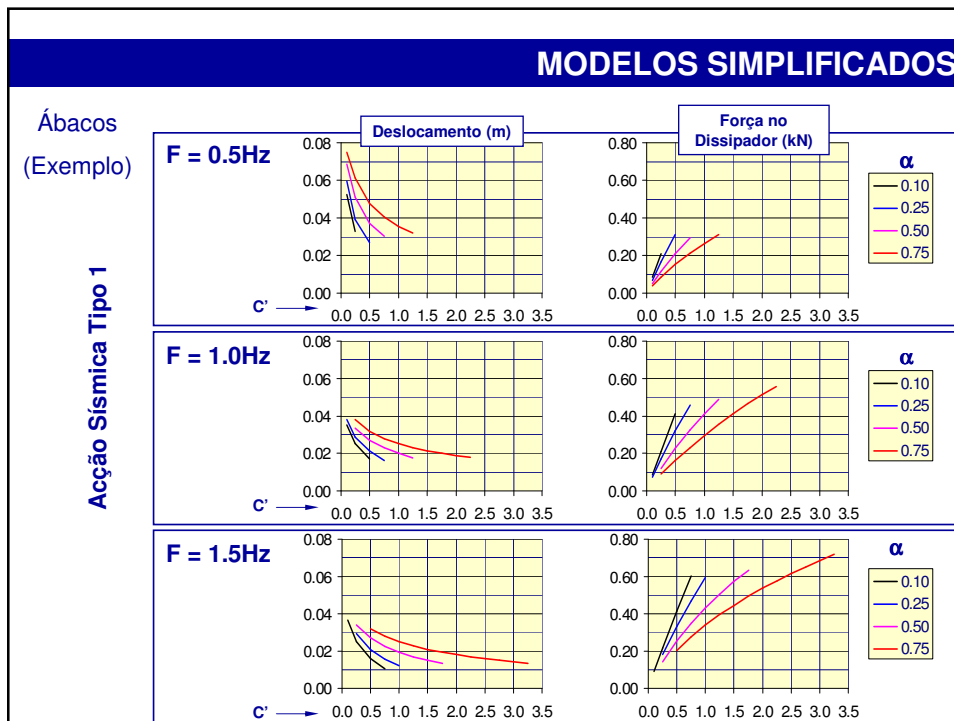 MODELOS SIMPLIFICADOS
Ábacos
(Exemplo)
Acção Sísmica Tipo 1
Deslocamento (m)
Força no
Dissipador (kN)
F = 0.5Hz
0.08
0.06
0.04
0.02
0.00
C' 
0.0 0.5 1.0 1.5 2.0 2.5 3.0 3.5
0.80
0.60
0.40
0.20
0.00
0.0 0.5 1.0 1.5 2.0 2.5 3.0 3.5
α
0.10
0.25
0.50
0.75
F = 1.0Hz
0.08
0.06
0.04
0.02
0.00
C'
0.0 0.5 1.0 1.5 2.0 2.5 3.0 3.5
0.80
0.60
0.40
0.20
0.00
0.0 0.5 1.0 1.5 2.0 2.5 3.0 3.5
α
0.10
0.25
0.50
0.75
F = 1.5Hz
0.08
0.06
0.04
0.02
0.00
C'
0.0 0.5 1.0 1.5 2.0 2.5 3.0 3.5
0.80
0.60
0.40
0.20
0.00
0.0 0.5 1.0 1.5 2.0 2.5 3.0 3.5
α
0.10
0.25
0.50
0.75